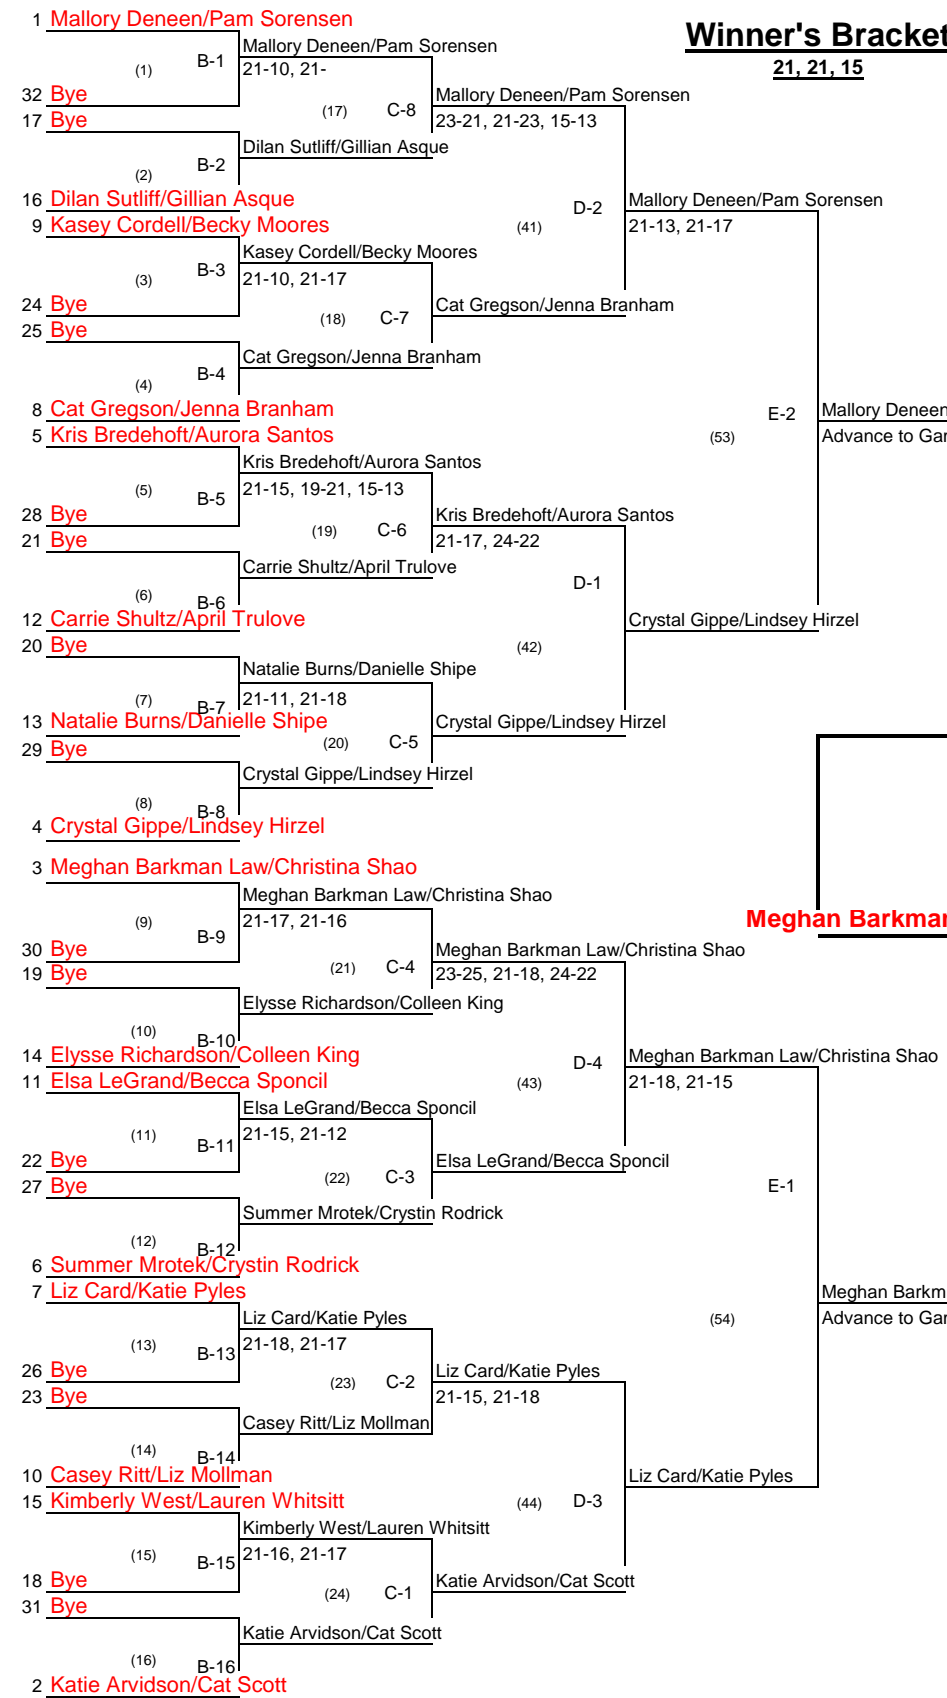 1 Mallory Deneen/Pam Sorensen
Winner's Bracket
Mallory Deneen/Pam Sorensen
(1) B-1
21-10, 21-
21, 21, 15
32 Bye
Mallory Deneen/Pam Sorensen
(17) C-8
17 Bye
23-21, 21-23, 15-13
Dilan Sutliff/Gillian Asque
(2) B-2
16 Dilan Sutliff/Gillian Asque
D-2
Mallory Deneen/Pam Sorensen
9 Kasey Cordell/Becky Moores
(41)
21-13, 21-17
Kasey Cordell/Becky Moores
(3) B-3
21-10, 21-17
24 Bye
Cat Gregson/Jenna Branham
(18) C-7
25 Bye
Cat Gregson/Jenna Branham
(4) B-4
8 Cat Gregson/Jenna Branham
E-2
Mallory Deneen
5 Kris Bredehoft/Aurora Santos
(53)
Advance to Gar
Kris Bredehoft/Aurora Santos
(5) B-5
21-15, 19-21, 15-13
28 Bye
Kris Bredehoft/Aurora Santos
(19) C-6
21 Bye
21-17, 24-22
Carrie Shultz/April Trulove
D-1
(6) B-6
12 Carrie Shultz/April Trulove
Crystal Gippe/Lindsey Hirzel
20 Bye
(42)
Natalie Burns/Danielle Shipe
(7) B-7
21-11, 21-18
13 Natalie Burns/Danielle Shipe
Crystal Gippe/Lindsey Hirzel
(20) C-5
29 Bye
Crystal Gippe/Lindsey Hirzel
(8) B-8
4 Crystal Gippe/Lindsey Hirzel
3 Meghan Barkman Law/Christina Shao
Meghan Barkman Law/Christina Shao
(9) B-9
21-17, 21-16
Meghan Barkman
30 Bye
Meghan Barkman Law/Christina Shao
(21) C-4
19 Bye
23-25, 21-18, 24-22
Elysse Richardson/Colleen King
(10) B-10
14 Elysse Richardson/Colleen King
D-4
Meghan Barkman Law/Christina Shao
11 Elsa LeGrand/Becca Sponcil
(43)
21-18, 21-15
Elsa LeGrand/Becca Sponcil
(11) B-11
21-15, 21-12
22 Bye
Elsa LeGrand/Becca Sponcil
(22) C-3
27 Bye
E-1
Summer Mrotek/Crystin Rodrick
(12) B-12
6 Summer Mrotek/Crystin Rodrick
7 Liz Card/Katie Pyles
Meghan Barkm
Liz Card/Katie Pyles
(54)
Advance to Gar
(13) B-13
21-18, 21-17
26 Bye
Liz Card/Katie Pyles
(23) C-2
23 Bye
21-15, 21-18
Casey Ritt/Liz Mollman
(14) B-14
10 Casey Ritt/Liz Mollman
Liz Card/Katie Pyles
15 Kimberly West/Lauren Whitsitt
(44) D-3
Kimberly West/Lauren Whitsitt
(15) B-15
21-16, 21-17
18 Bye
Katie Arvidson/Cat Scott
(24) C-1
31 Bye
Katie Arvidson/Cat Scott
(16) B-16
2 Katie Arvidson/Cat Scott